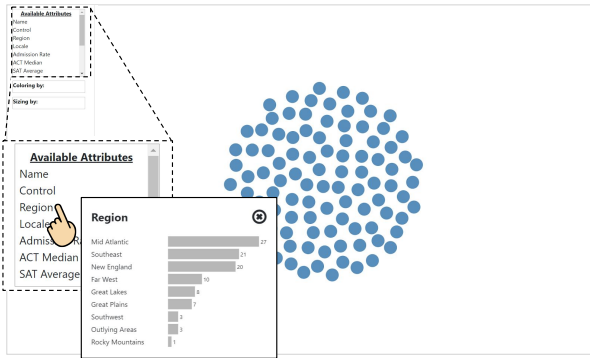 Available Attributes
Name
Control
Region
Locale
Admission Rate
ACT Median
SAT Average
Coloring by:
Sizing by:
Available Attributes
Name
Control
Region
Locale
Admiss Ra
ACT Median
SAT Average
Region
Mid Atlantic 27
Southeast 21
New England 20
Far West 10
Great Lakes 8
Great Plains 7
Southwest 3
Outlying Areas 3
Rocky Mountains 1